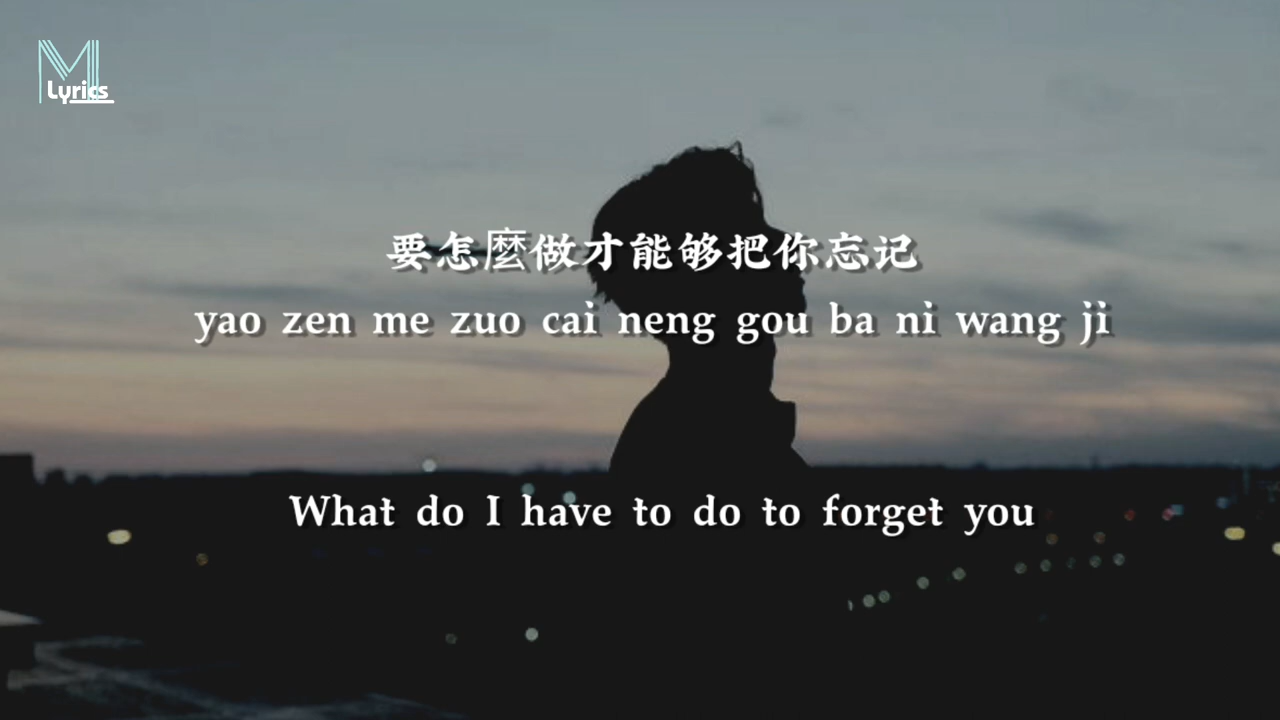 M
Lyrics
要怎麼做才能够把你忘记
yao zen me zuo cai neng gou ba ni wang ji
What do I have to do to forget you